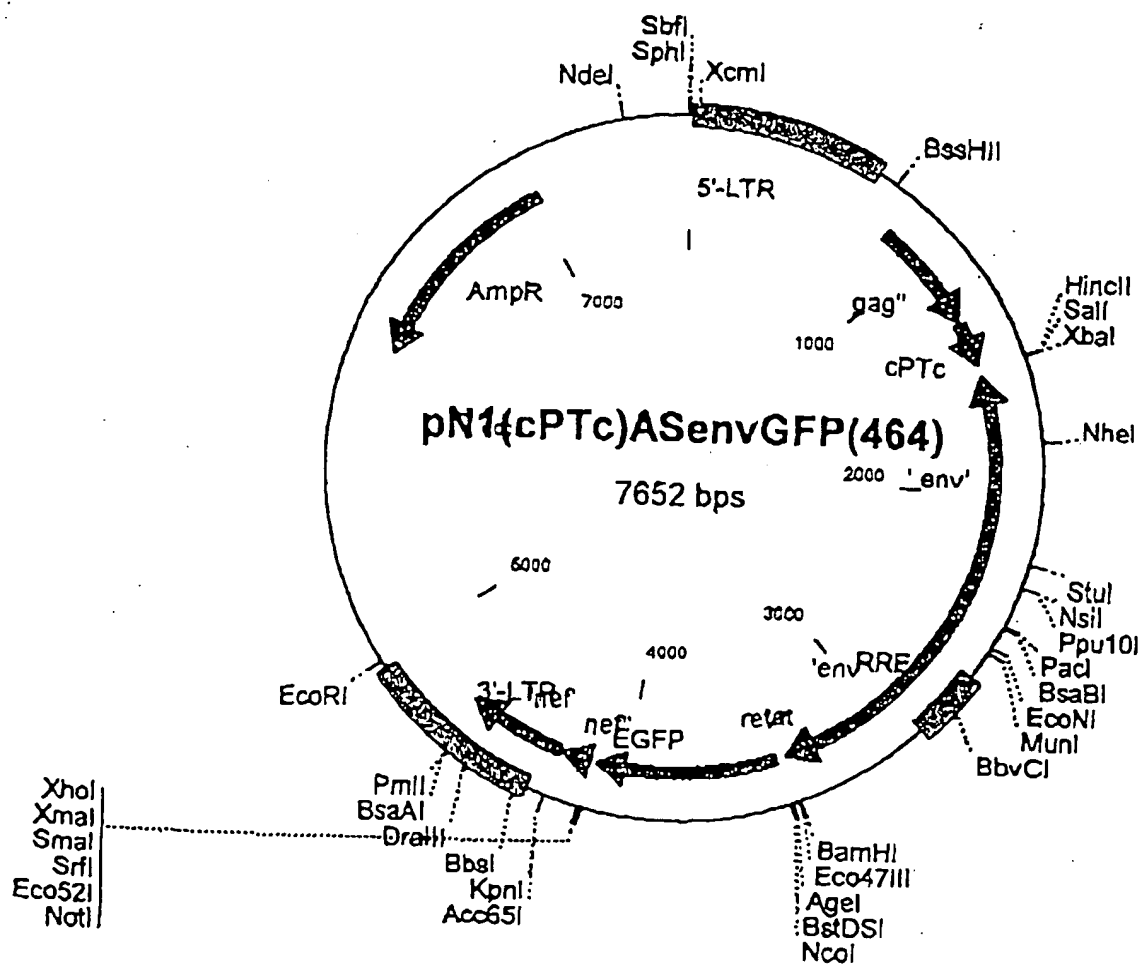 SbfI
SphI
XcmI
NdeI
BssHII
5'-LTR
AmpR
7000
gag"
1000
HincII
SalI
XbaI
cPTc
pN1(cPTc)ASenvGFP(464)
NheI
2000
'_env'
7652 bps
6000
StuI
NsiI
Ppu10I
PacI
BsaBI
EcoNI
MunI
BbvCI
3000
'env
RRE
4000
EcoRI
3'-LTR
nef
nef"
EGFP
PmlI
BsaAI
DraIII
BbsI
KpnI
Acc65I
XhoI
XmaI
SmaI
SrfI
Eco52I
NotI
BamHI
Eco47III
AgeI
BstDSI
NcoI